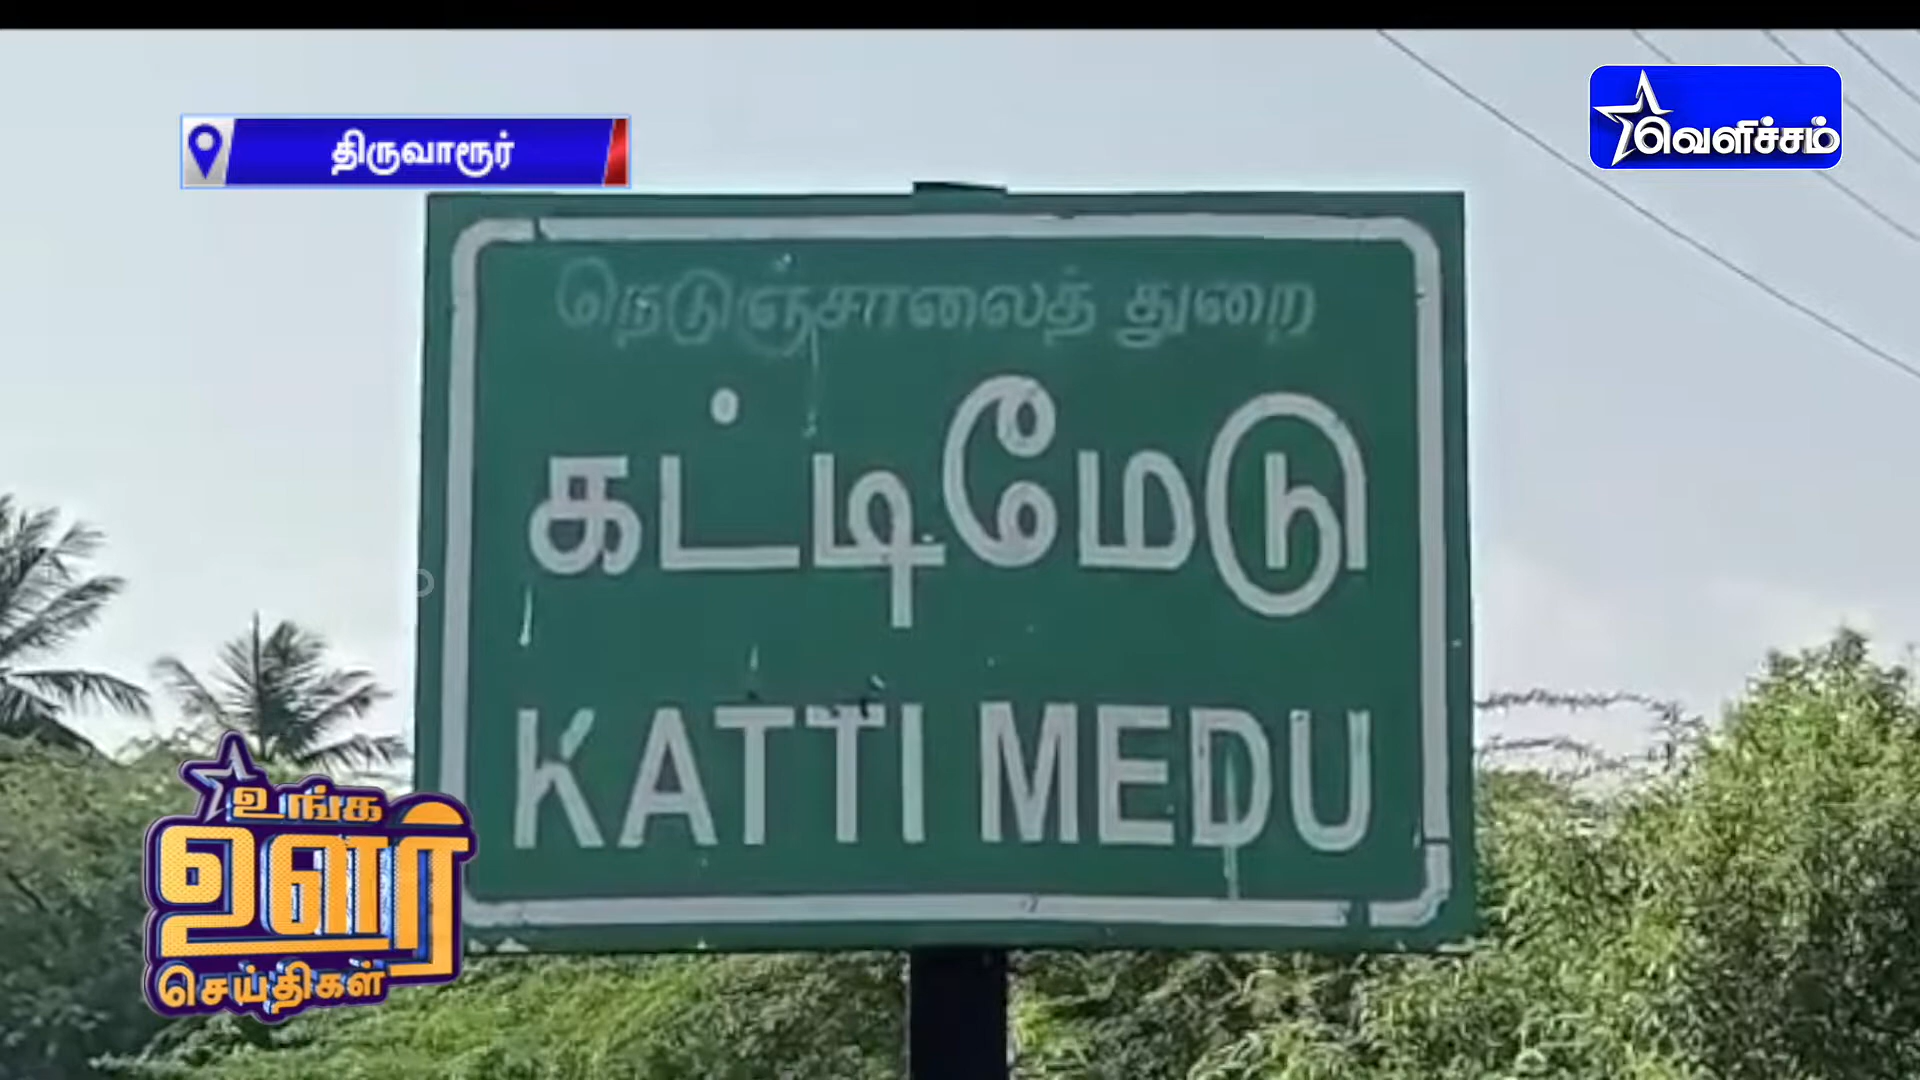 திருவாரூர்
வெளிச்சம்
நெடுஞ்சாலைத் துறை
கட்டிமேடு
KATTI MEDU
உங்க
ஊர்
செய்திகள்